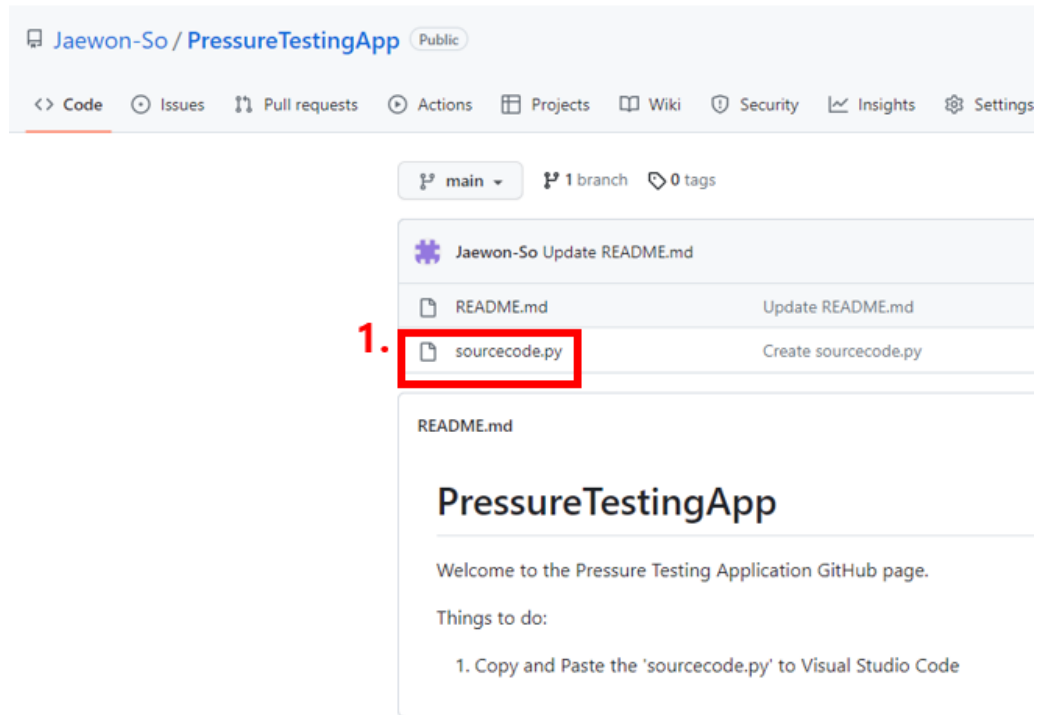 Jaewon-So / PressureTestingApp Public
<> Code Issues Pull requests Actions Projects Wiki Security Insights Settings
main 1 branch 0 tags
Jaewon-So Update README.md
README.md Update README.md
1. sourcecode.py Create sourcecode.py
README.md
PressureTestingApp
Welcome to the Pressure Testing Application GitHub page.
Things to do:
1. Copy and Paste the 'sourcecode.py' to Visual Studio Code